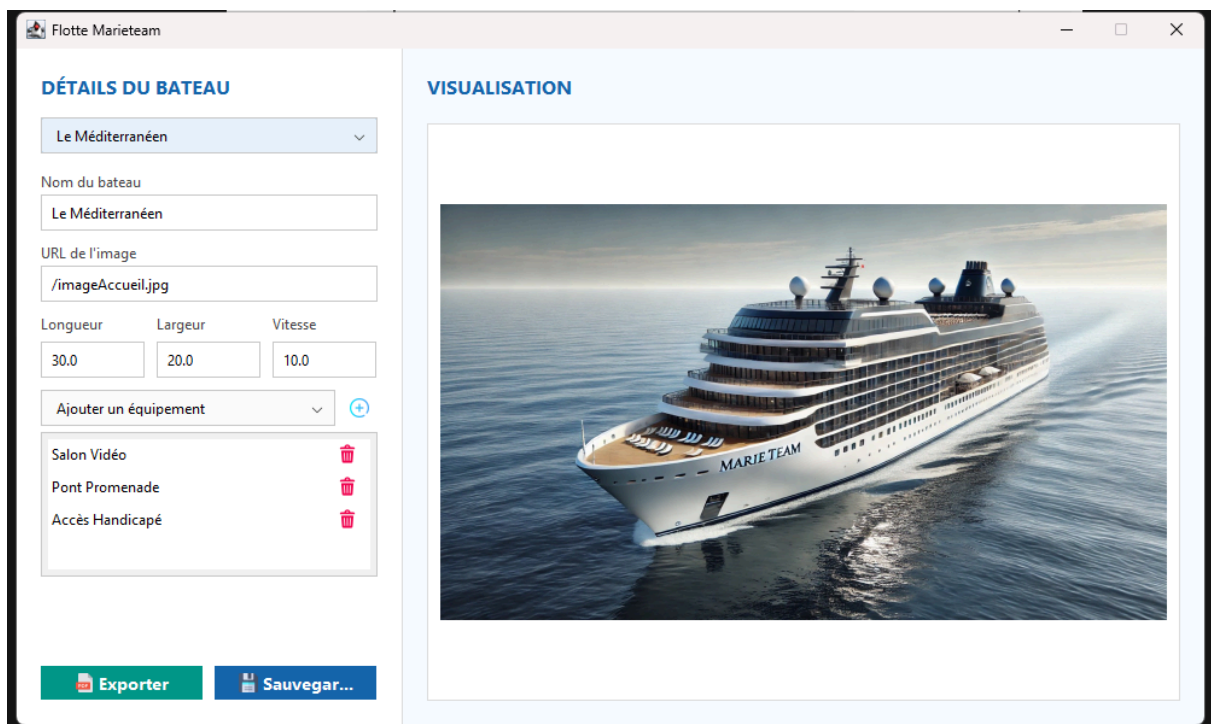 Flotte Marieteam
DÉTAILS DU BATEAU
Le Méditerranéen
Nom du bateau
Le Méditerranéen
URL de l'image
/imageAccueil.jpg
Longueur Largeur Vitesse
30.0 20.0 10.0
Ajouter un équipement
Salon Vidéo
Pont Promenade
Accès Handicapé
Exporter Sauvegar...
VISUALISATION
MARIE TEAM